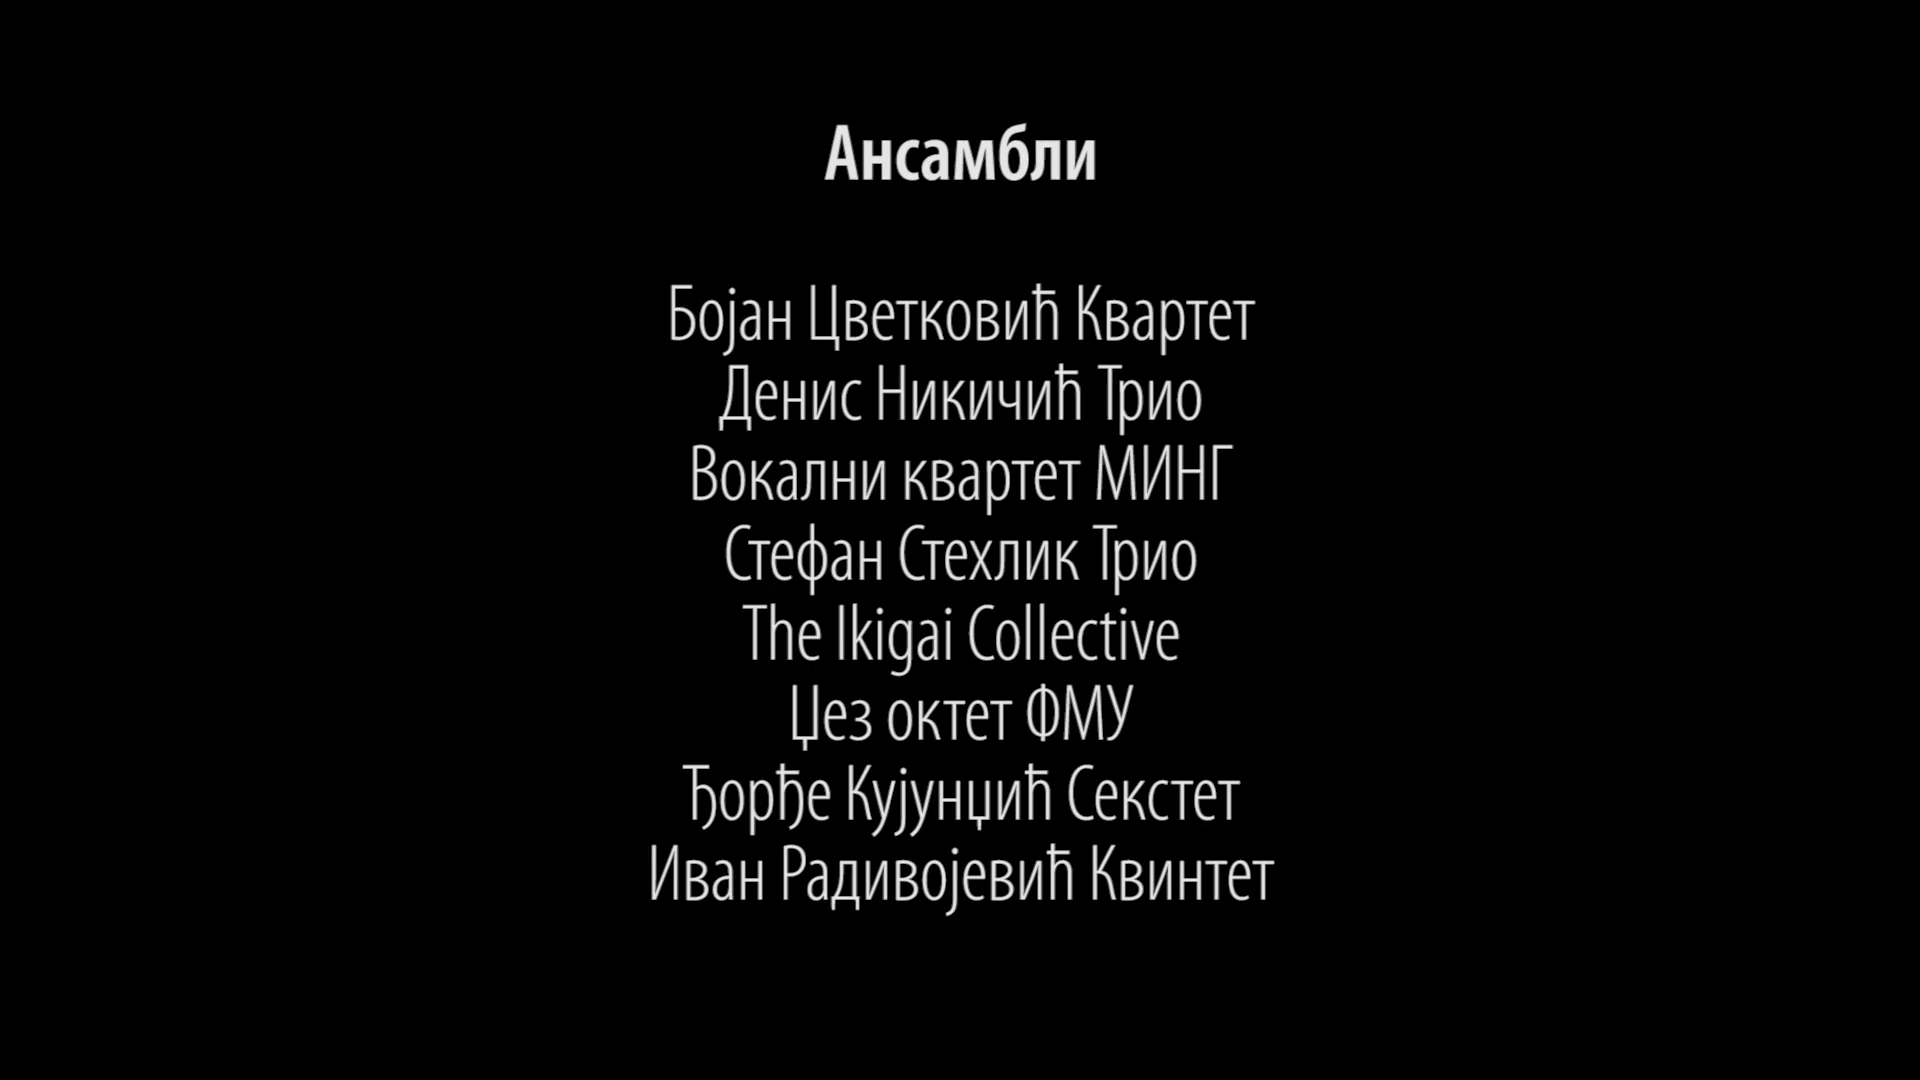 Ансамбли
Бојан Цветковић Квартет
Денис Никичић Трио
Вокални квартет МИНГ
Стефан Стехлик Трио
The Ikigai Collective
Џез октет ФМУ
Ђорђе Кујунџић Секстет
Иван Радивојевић Квинтет